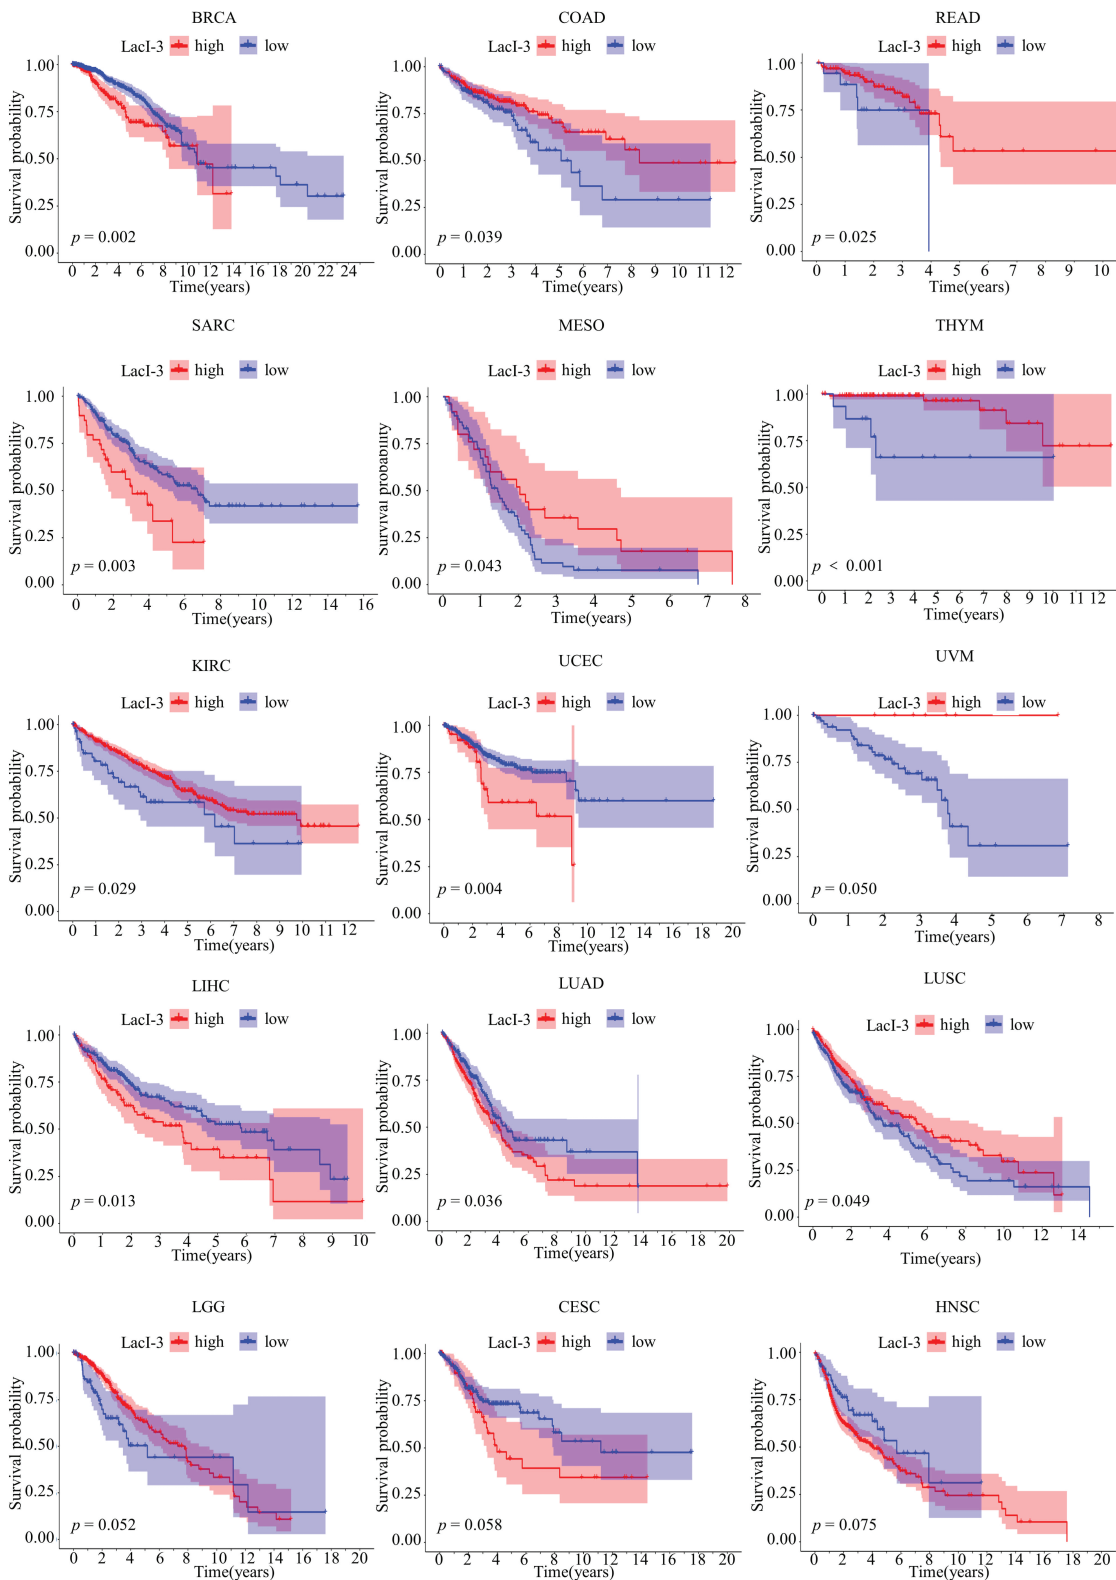 BRCA
LacI-3 high low
Survival probability
1.00
0.75
0.50
0.25
0.00
p = 0.002
0 2 4 6 8 10 12 14 16 18 20 22 24
Time(years)
COAD
LacI-3 high low
Survival probability
1.00
0.75
0.50
0.25
0.00
p = 0.039
0 1 2 3 4 5 6 7 8 9 10 11 12
Time(years)
READ
LacI-3 high low
Survival probability
1.00
0.75
0.50
0.25
0.00
p = 0.025
0 1 2 3 4 5 6 7 8 9 10
Time(years)
SARC
LacI-3 high low
Survival probability
1.00
0.75
0.50
0.25
0.00
p = 0.003
0 2 4 6 8 10 12 14 16
Time(years)
MESO
LacI-3 high low
Survival probability
1.00
0.75
0.50
0.25
0.00
p = 0.043
0 1 2 3 4 5 6 7 8
Time(years)
THYM
LacI-3 high low
Survival probability
1.00
0.75
0.50
0.25
0.00
p < 0.001
0 1 2 3 4 5 6 7 8 9 10 11 12
Time(years)
KIRC
LacI-3 high low
Survival probability
1.00
0.75
0.50
0.25
0.00
p = 0.029
0 1 2 3 4 5 6 7 8 9 10 11 12
Time(years)
UCEC
LacI-3 high low
Survival probability
1.00
0.75
0.50
0.25
0.00
p = 0.004
0 2 4 6 8 10 12 14 16 18 20
Time(years)
UVM
LacI-3 high low
Survival probability
1.00
0.75
0.50
0.25
0.00
p = 0.050
0 1 2 3 4 5 6 7 8
Time(years)
LIHC
LacI-3 high low
Survival probability
1.00
0.75
0.50
0.25
0.00
p = 0.013
0 1 2 3 4 5 6 7 8 9 10
Time(years)
LUAD
LacI-3 high low
Survival probability
1.00
0.75
0.50
0.25
0.00
p = 0.036
0 2 4 6 8 10 12 14 16 18 20
Time(years)
LUSC
LacI-3 high low
Survival probability
1.00
0.75
0.50
0.25
0.00
p = 0.049
0 2 4 6 8 10 12 14
Time(years)
LGG
LacI-3 high low
Survival probability
1.00
0.75
0.50
0.25
0.00
p = 0.052
0 2 4 6 8 10 12 14 16 18 20
Time(years)
CESC
LacI-3 high low
Survival probability
1.00
0.75
0.50
0.25
0.00
p = 0.058
0 2 4 6 8 10 12 14 16 18
Time(years)
HNSC
LacI-3 high low
Survival probability
1.00
0.75
0.50
0.25
0.00
p = 0.075
0 2 4 6 8 10 12 14 16 18
Time(years)